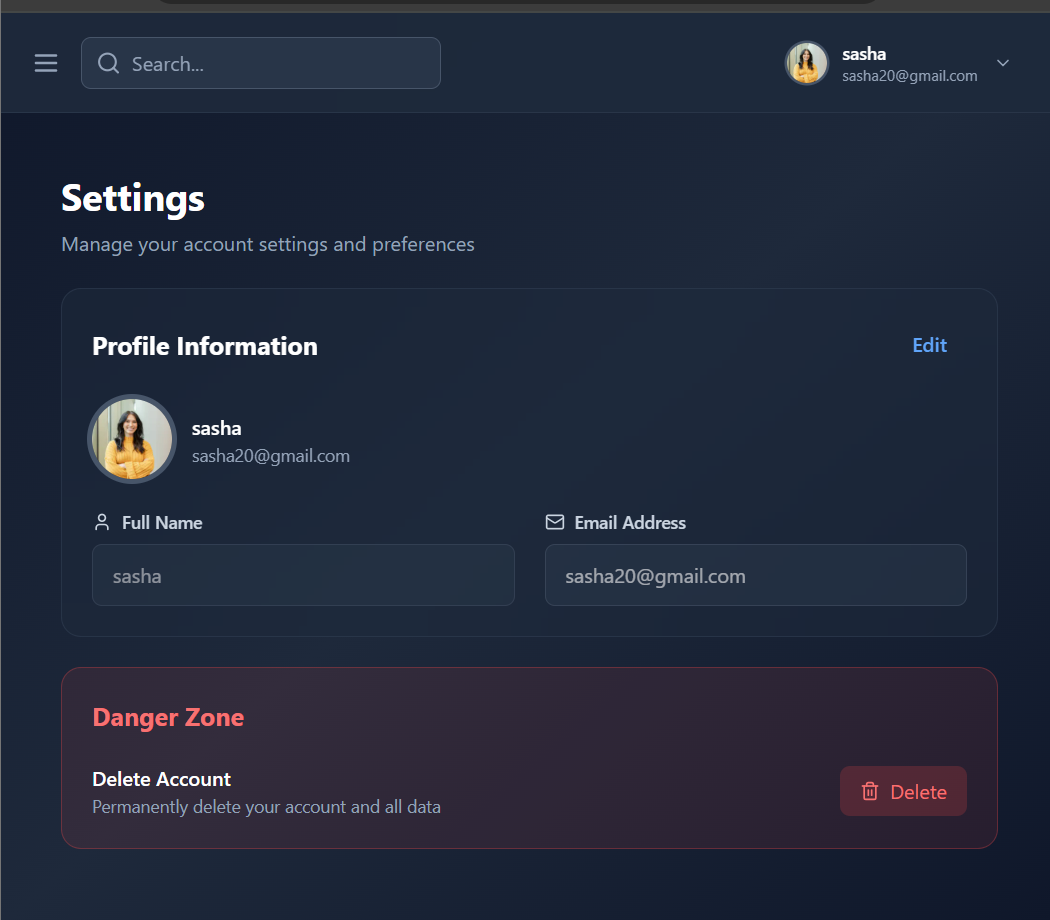 Search...
sasha
sasha20@gmail.com
Settings
Manage your account settings and preferences
Profile Information
Edit
sasha
sasha20@gmail.com
Full Name
Email Address
sasha
sasha20@gmail.com
Danger Zone
Delete Account
Permanently delete your account and all data
Delete